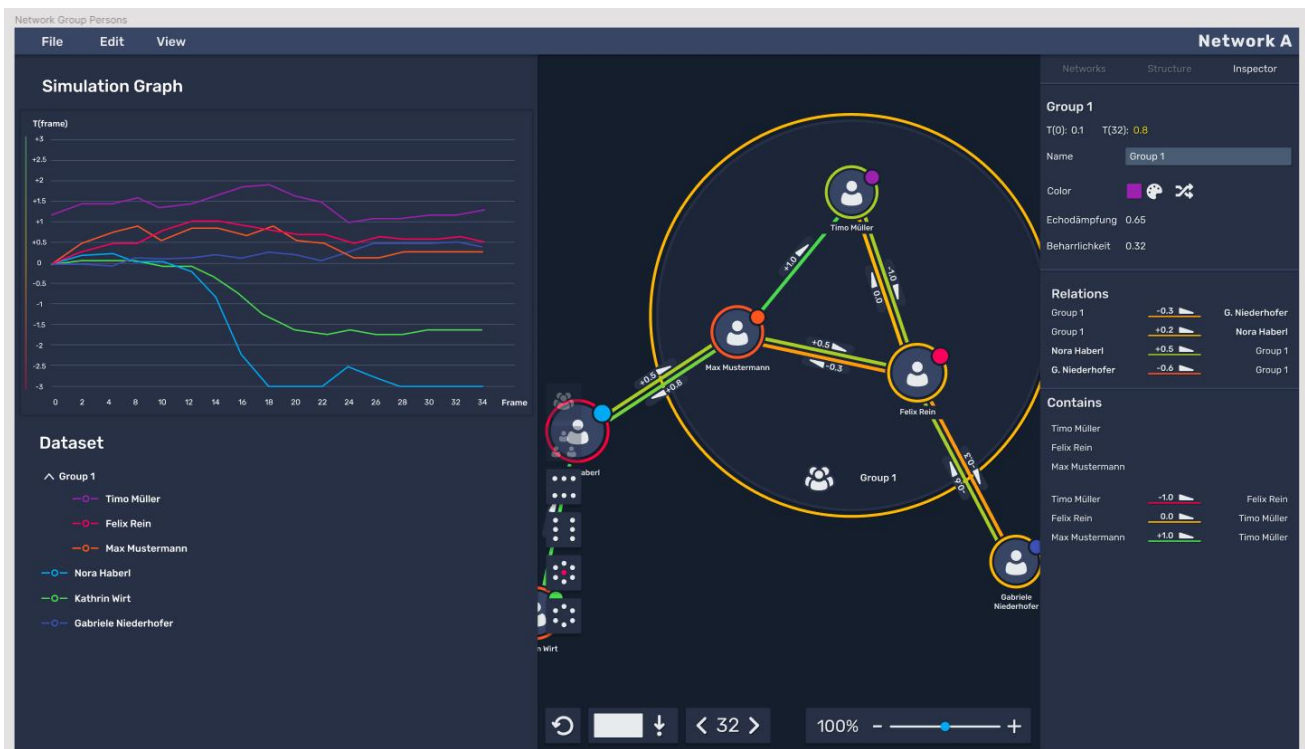 Network Group Persons
File Edit View
Network A
Simulation Graph
T(frame)
+3
+2.5
+2
+1.5
+1
+0.5
0
-0.5
-1
-1.5
-2
-2.5
-3
0 2 4 8 10 12 14 16 18 20 22 24 26 28 30 32 34 Frame
Dataset
Group 1
Timo Müller
Felix Rein
Max Mustermann
Nora Haberl
Kathrin Wirt
Gabriele Niederhofer
Timo Müller
+1.0
-1.0
0.0
Max Mustermann
+0.5
-0.3
Felix Rein
+0.5
+0.8
aberl
Group 1
-0.3
-0.6
Gabriele
Niederhofer
n Wirt
32
100% - +
Networks Structure Inspector
Group 1
T(0): 0.1 T(32): 0.8
Name Group 1
Color
Echodämpfung 0.65
Beharrlichkeit 0.32
Relations
Group 1 -0.3 G. Niederhofer
Group 1 +0.2 Nora Haberl
Nora Haberl +0.5 Group 1
G. Niederhofer -0.6 Group 1
Contains
Timo Müller
Felix Rein
Max Mustermann
Timo Müller -1.0 Felix Rein
Felix Rein 0.0 Timo Müller
Max Mustermann +1.0 Timo Müller